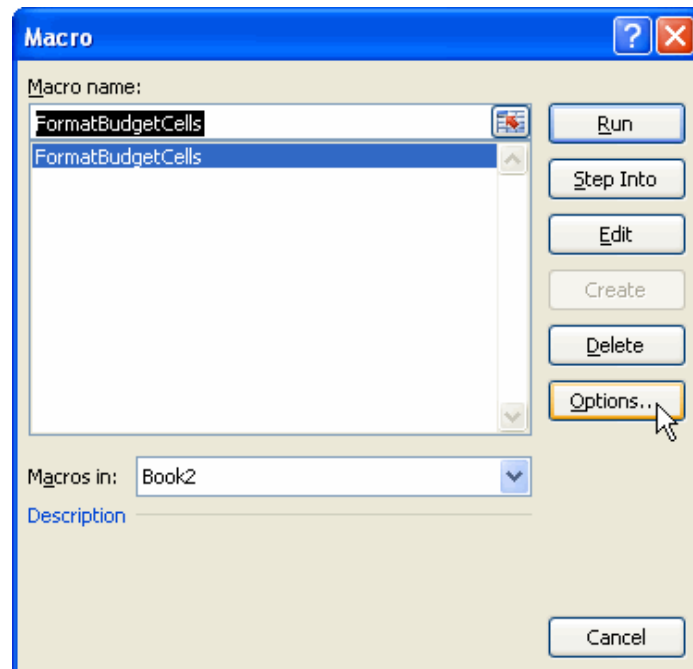 Macro
Macro name:
FormatBudgetCells
FormatBudgetCells
Run
Step Into
Edit
Create
Delete
Options...
Macros in: Book2
Description
Cancel